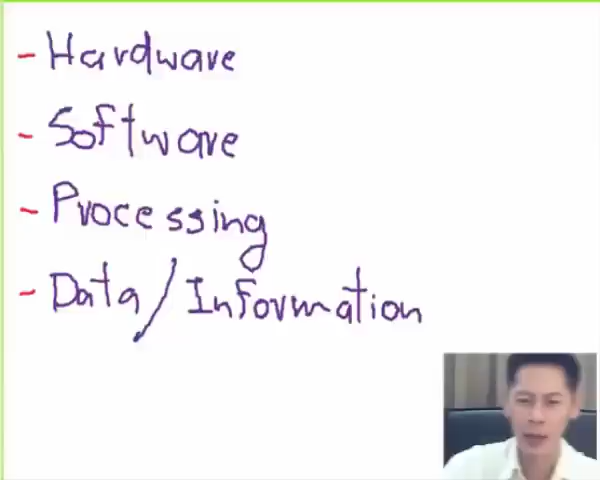 - Hardware
- Software
- Processing
- Data/Information